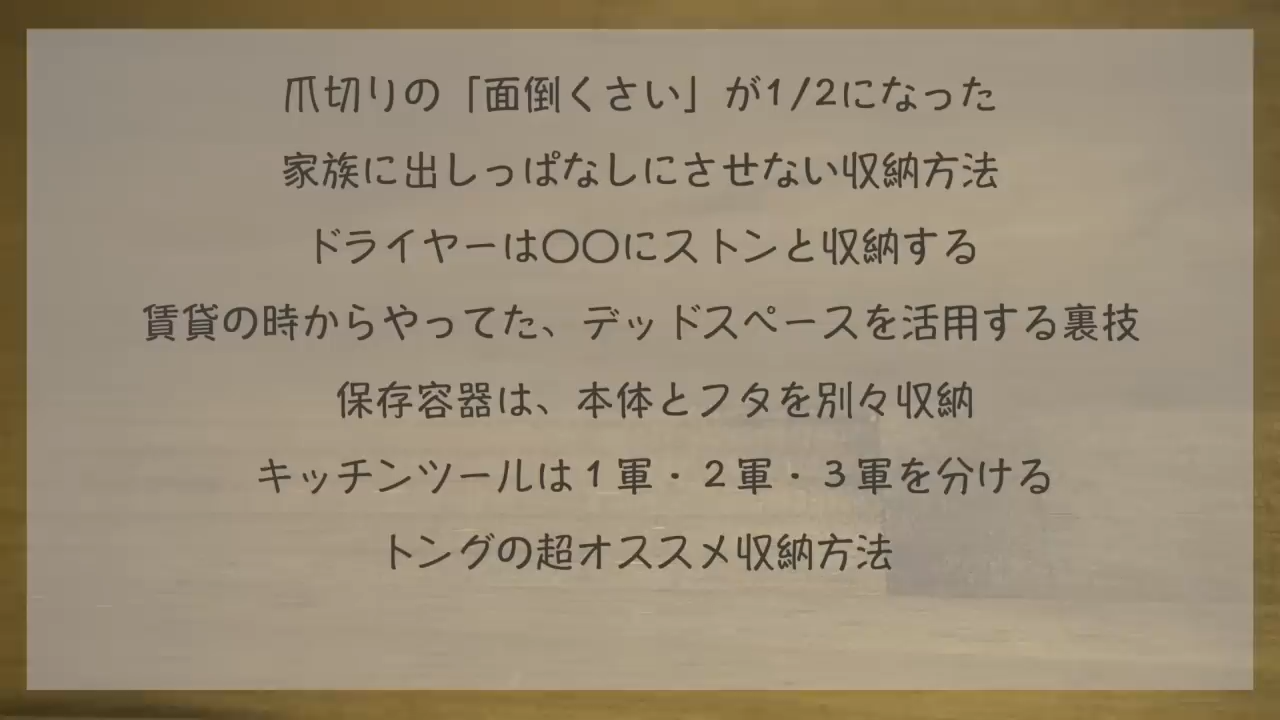 爪切りの「面倒くさい」が1/2になった
家族に出しっぱなしにさせない収納方法
ドライヤーは〇〇にストンと収納する
賃貸の時からやってた、デッドスペースを活用する裏技
保存容器は、本体とフタを別々収納
キッチンツールは１軍・２軍・３軍を分ける
トングの超オススメ収納方法